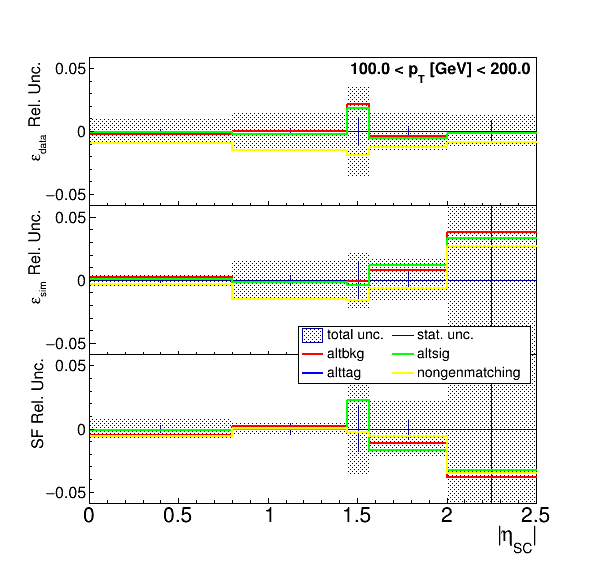 100.0 < p_T [GeV] < 200.0
ε_data Rel. Unc.
0.05
0
−0.05
ε_sim Rel. Unc.
0.05
0
−0.05
total unc. stat. unc.
altbkg altsig
alttag nongenmatching
SF Rel. Unc.
0.05
0
−0.05
0 0.5 1 1.5 2 2.5
|η_SC|